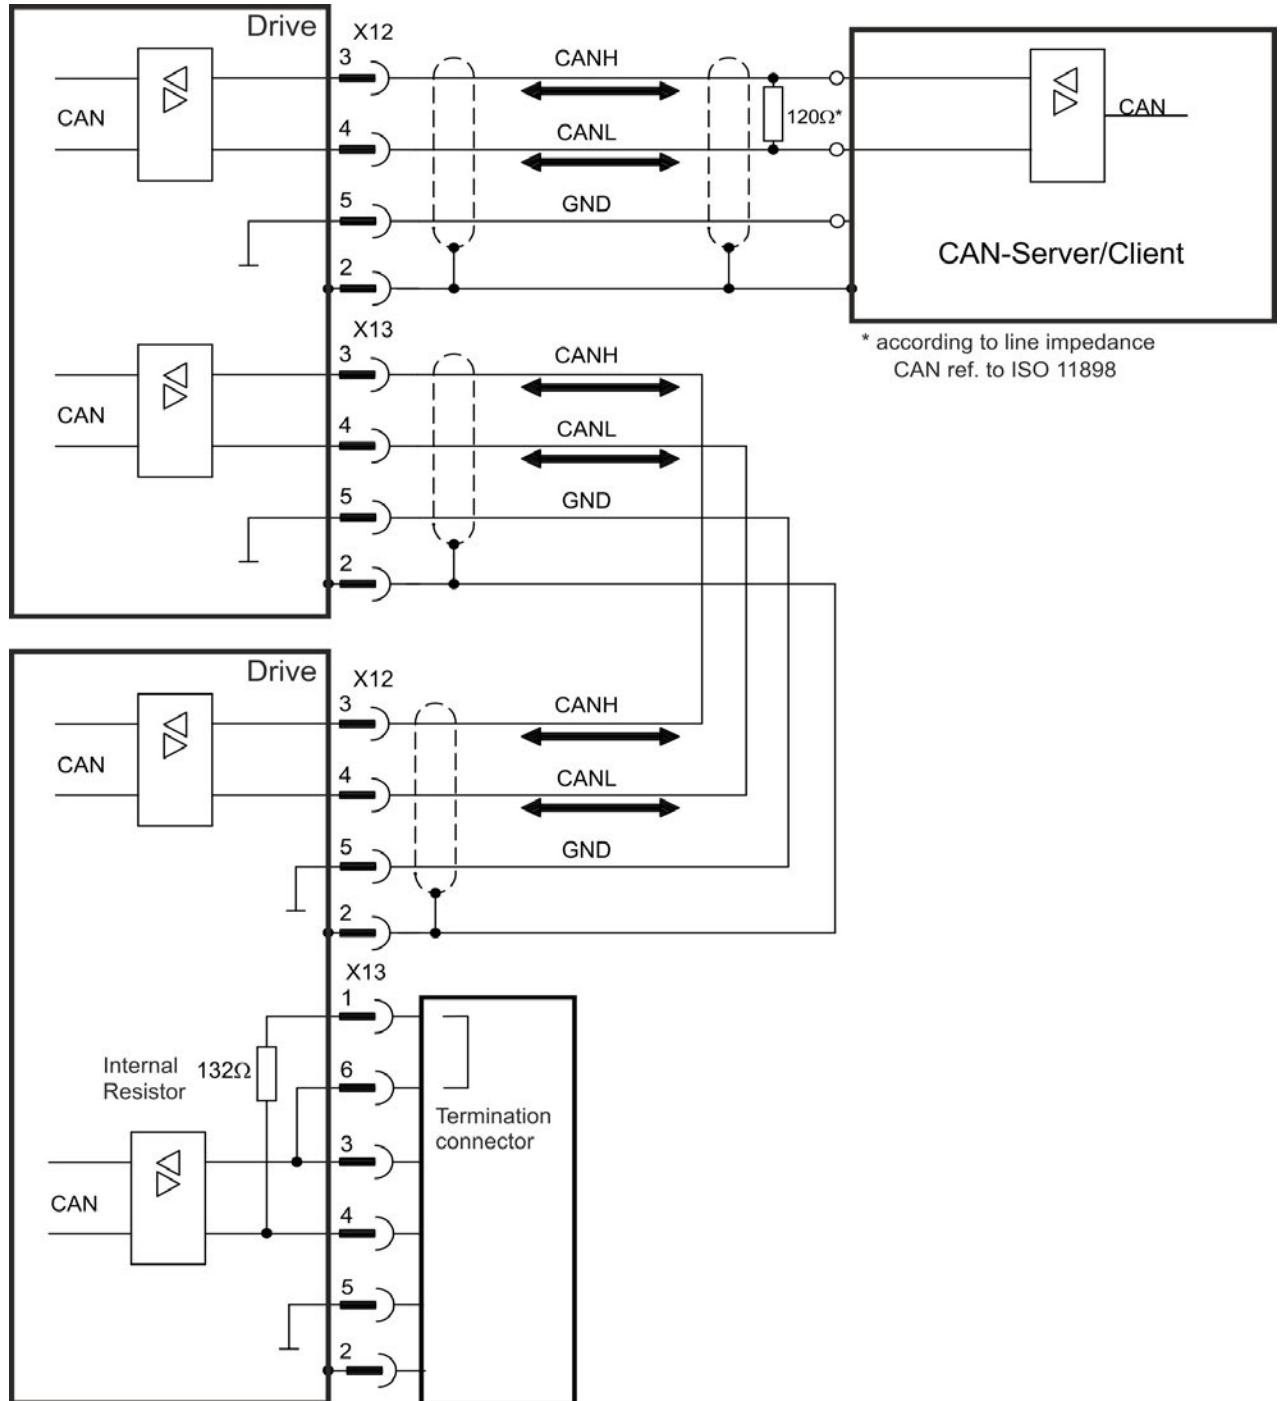 Drive
X12
3
CANH
CAN
4
CANL
120Ω*
CAN
5
GND
2
CAN-Server/Client
X13
3
CANH
* according to line impedance
CAN ref. to ISO 11898
CAN
4
CANL
5
GND
2
Drive
X12
3
CANH
CAN
4
CANL
5
GND
2
X13
1
Internal
Resistor
132Ω
6
Termination
connector
3
CAN
4
5
2